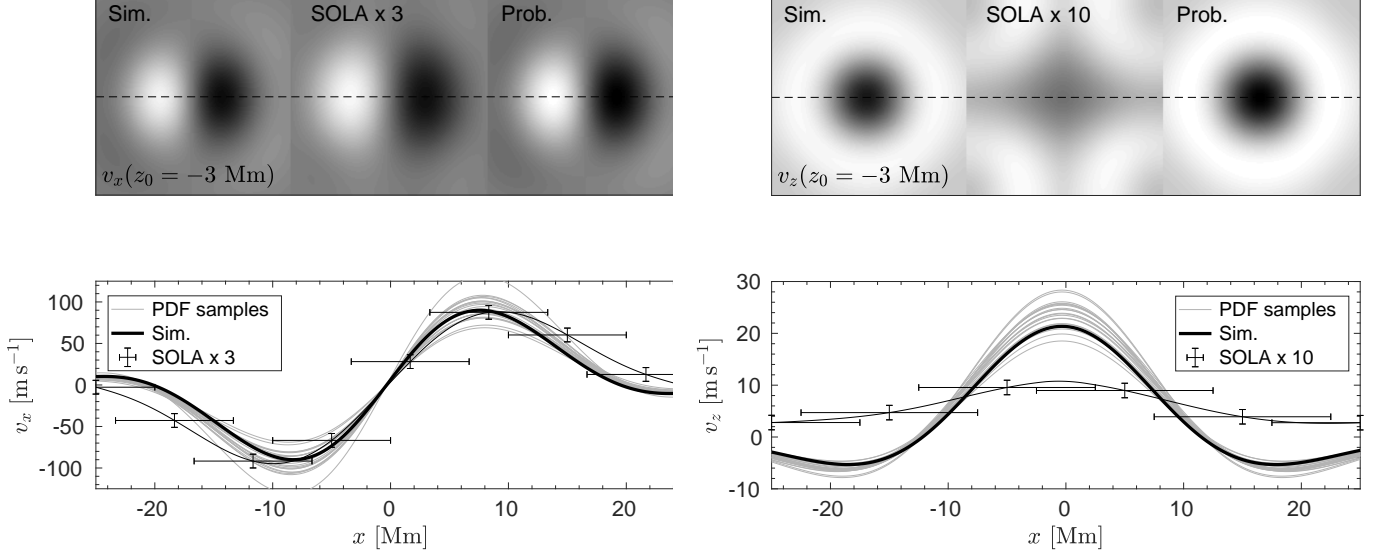 Sim. SOLA x 3 Prob.
v_x(z_0 = −3 Mm)
Sim. SOLA x 10 Prob.
v_z(z_0 = −3 Mm)
100
50
0
-50
-100
v_x [m s^−1]
PDF samples
Sim.
SOLA x 3
-20 -10 0 10 20
x [Mm]
30
20
10
0
-10
v_z [m s^−1]
PDF samples
Sim.
SOLA x 10
-20 -10 0 10 20
x [Mm]